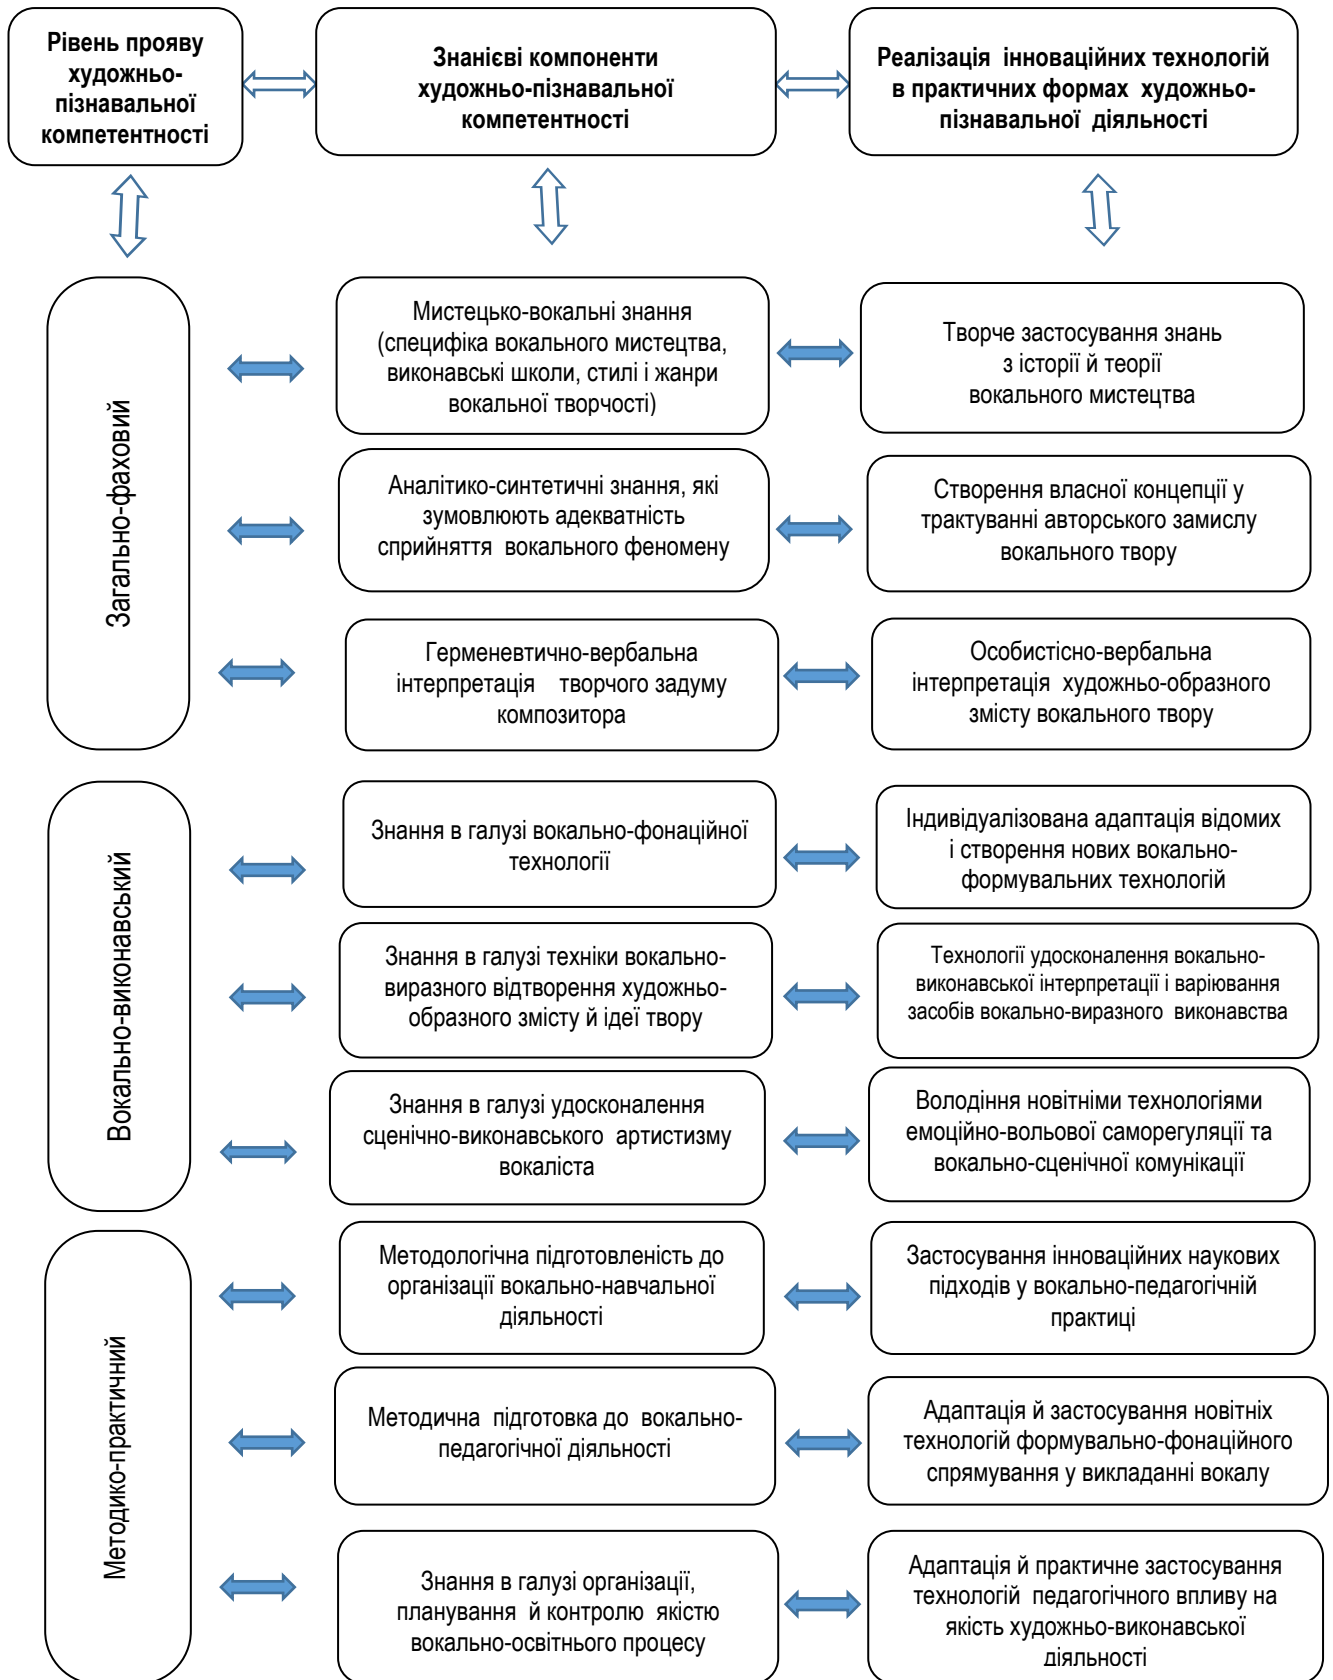 Рівень прояву
художньо-
пізнавальної
компетентності
Знанієві компоненти
художньо-пізнавальної
компетентності
Реалізація інноваційних технологій
в практичних формах художньо-
пізнавальної діяльності
Загально-фаховий
Мистецько-вокальні знання
(специфіка вокального мистецтва,
виконавські школи, стилі і жанри
вокальної творчості)
Творче застосування знань
з історії й теорії
вокального мистецтва
Аналітико-синтетичні знання, які
зумовлюють адекватність
сприйняття вокального феномену
Створення власної концепції у
трактуванні авторського замислу
вокального твору
Герменевтично-вербальна
інтерпретація творчого задуму
композитора
Особистісно-вербальна
інтерпретація художньо-образного
змісту вокального твору
Вокально-виконавський
Знання в галузі вокально-фонаційної
технології
Індивідуалізована адаптація відомих
і створення нових вокально-
формувальних технологій
Знання в галузі техніки вокально-
виразного відтворення художньо-
образного змісту й ідеї твору
Технології удосконалення вокально-
виконавської інтерпретації і варіювання
засобів вокально-виразного виконавства
Знання в галузі удосконалення
сценічно-виконавського артистизму
вокаліста
Володіння новітніми технологіями
емоційно-вольової саморегуляції та
вокально-сценічної комунікації
Методико-практичний
Методологічна підготовленість до
організації вокально-навчальної
діяльності
Застосування інноваційних наукових
підходів у вокально-педагогічній
практиці
Методична підготовка до вокально-
педагогічної діяльності
Адаптація й застосування новітніх
технологій формувально-фонаційного
спрямування у викладанні вокалу
Знання в галузі організації,
планування й контролю якістю
вокально-освітнього процесу
Адаптація й практичне застосування
технологій педагогічного впливу на
якість художньо-виконавської
діяльності